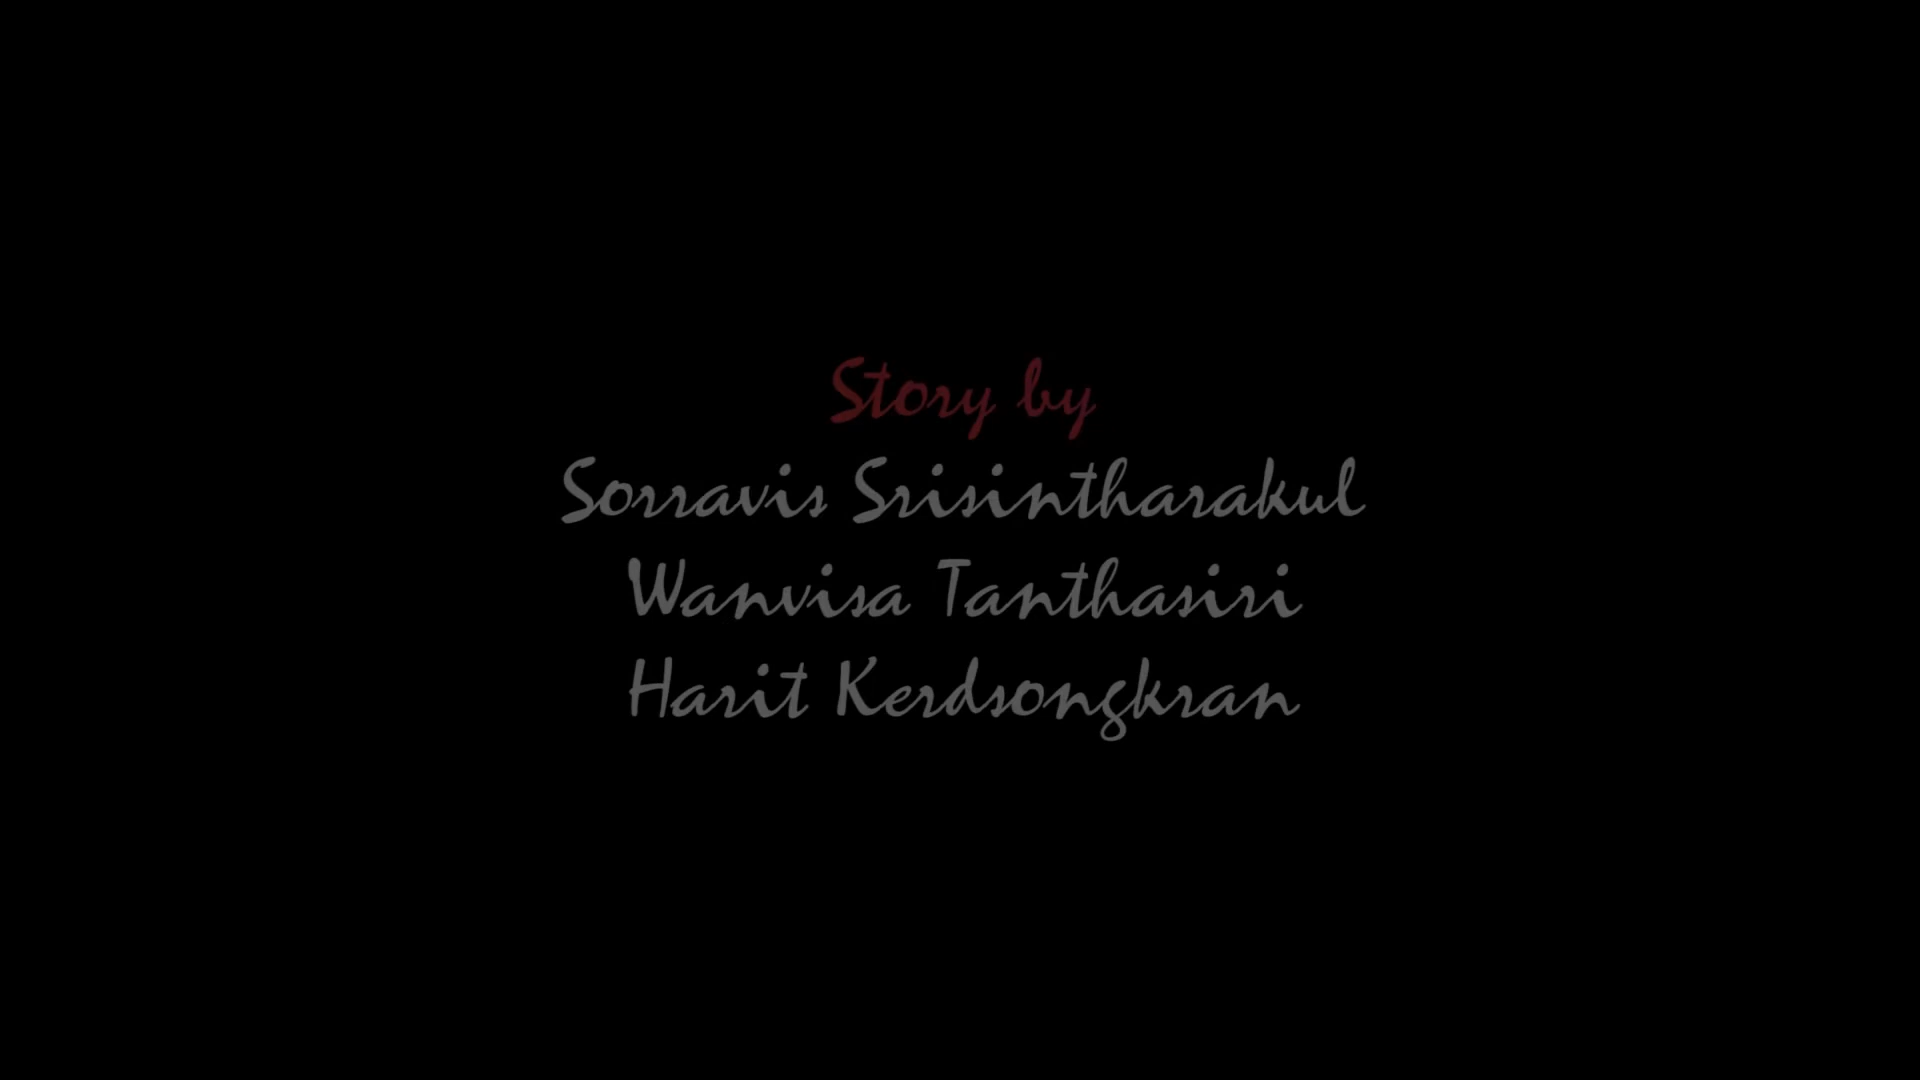 Story by
Sorravis Srisintharakul
Wanvisa Tanthasiri
Harit Kerdsongkran